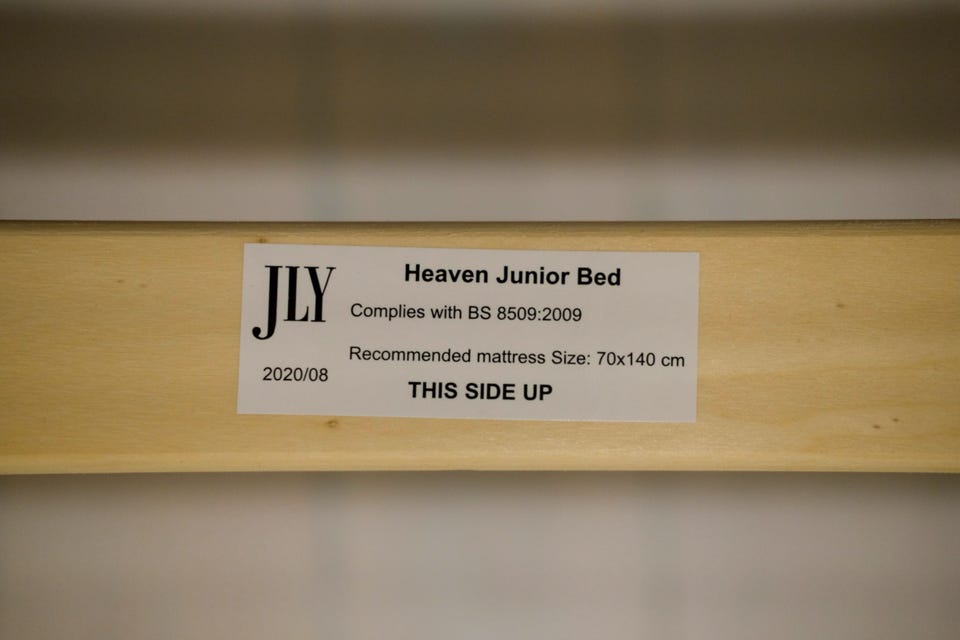 JLY
Heaven Junior Bed
Complies with BS 8509:2009
Recommended mattress Size: 70x140 cm
2020/08
THIS SIDE UP